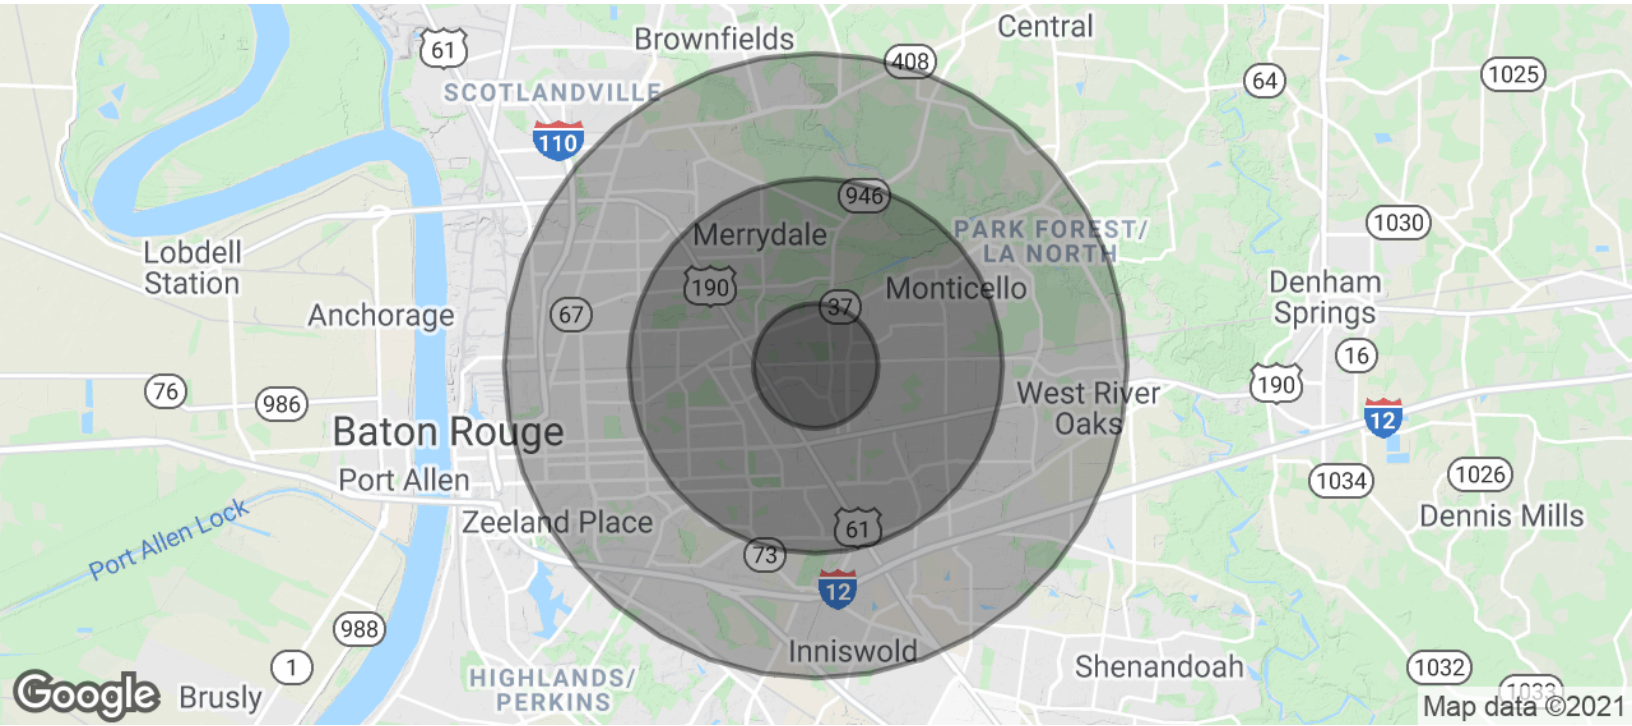 Central
Brownfields
61
408
64
1025
SCOTLANDVILLE
110
946
1030
Merrydale
PARK FOREST/
LA NORTH
Lobdell
Station
190
Monticello
Denham
Springs
37
67
Anchorage
16
76
986
190
West River
Oaks
12
Baton Rouge
Port Allen
1034
1026
Port Allen Lock
Zeeland Place
61
Dennis Mills
73
12
988
Inniswold
1
Shenandoah
1032
HIGHLANDS/
PERKINS
1033
Google
Brusly
Map data ©2021